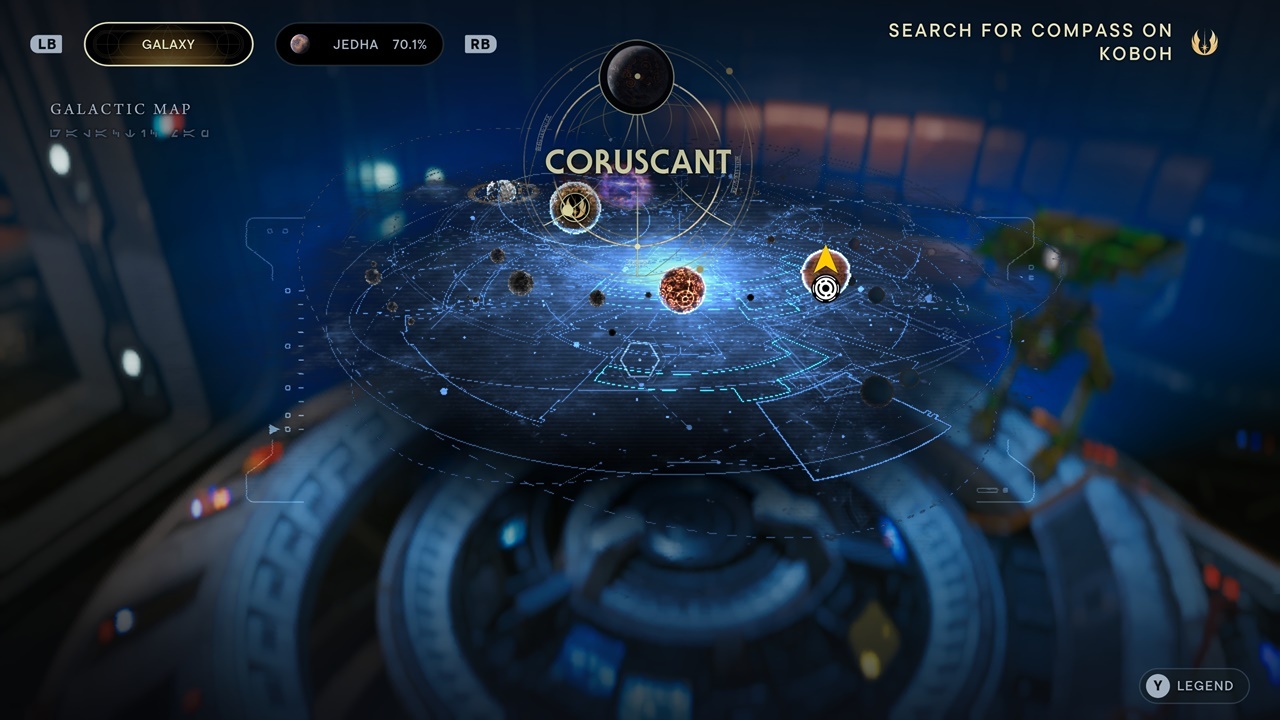 LB
GALAXY
JEDHA 70.1%
RB
SEARCH FOR COMPASS ON
KOBOH
GALACTIC MAP
CORUSCANT
Y LEGEND